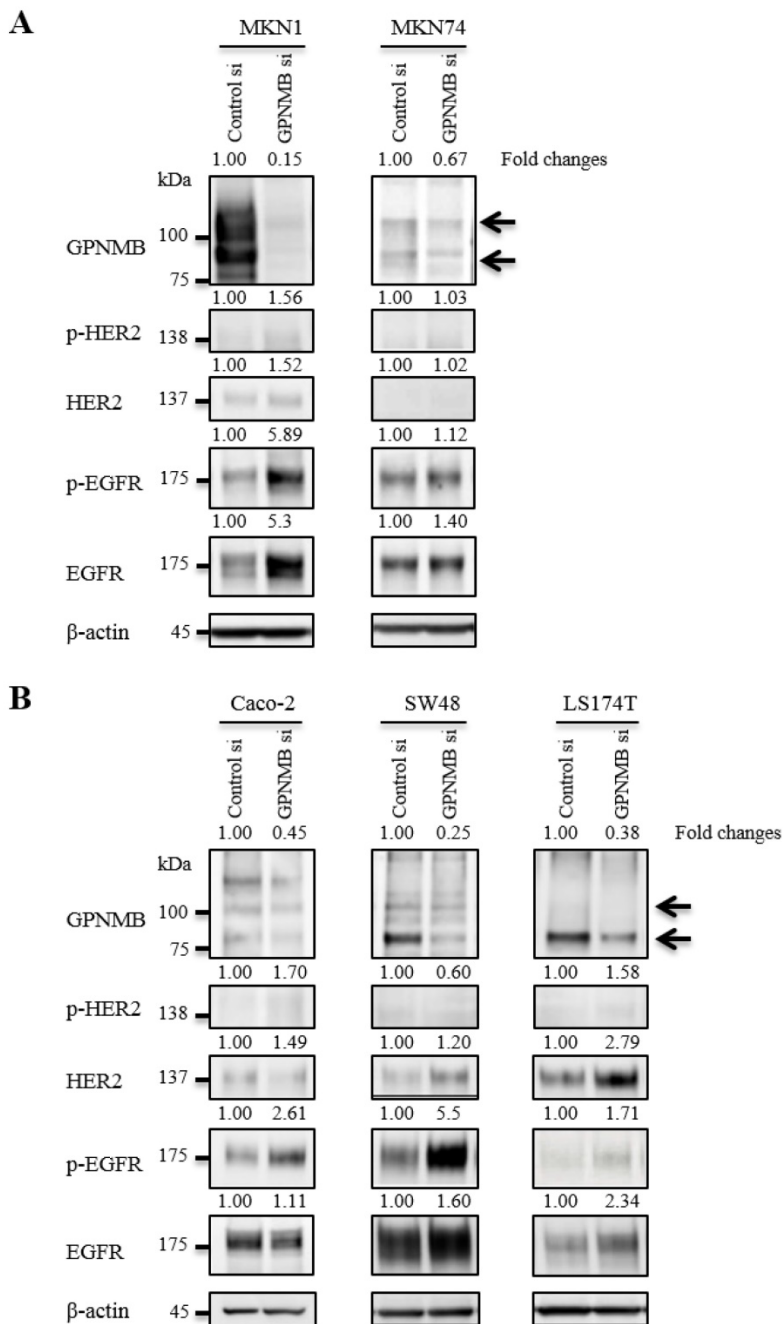 A
MKN1 MKN74
Control si GPNMB si Control si GPNMB si
1.00 0.15 1.00 0.67 Fold changes
kDa
GPNMB 100
75
1.00 1.56 1.00 1.03
p-HER2 138
1.00 1.52 1.00 1.02
HER2 137
1.00 5.89 1.00 1.12
p-EGFR 175
1.00 5.3 1.00 1.40
EGFR 175
β-actin 45
B
Caco-2 SW48 LS174T
Control si GPNMB si Control si GPNMB si Control si GPNMB si
1.00 0.45 1.00 0.25 1.00 0.38 Fold changes
kDa
GPNMB 100
75
1.00 1.70 1.00 0.60 1.00 1.58
p-HER2 138
1.00 1.49 1.00 1.20 1.00 2.79
HER2 137
1.00 2.61 1.00 5.5 1.00 1.71
p-EGFR 175
1.00 1.11 1.00 1.60 1.00 2.34
EGFR 175
β-actin 45